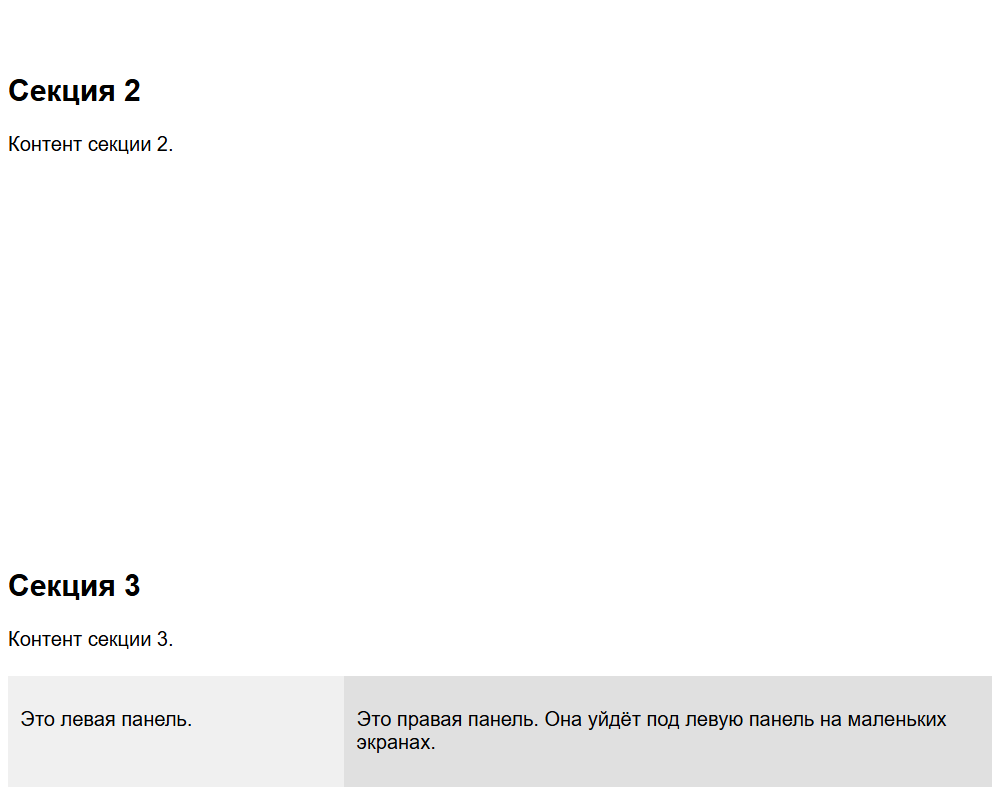 Секция 2
Контент секции 2.
Секция 3
Контент секции 3.
Это левая панель.
Это правая панель. Она уйдёт под левую панель на маленьких
экранах.